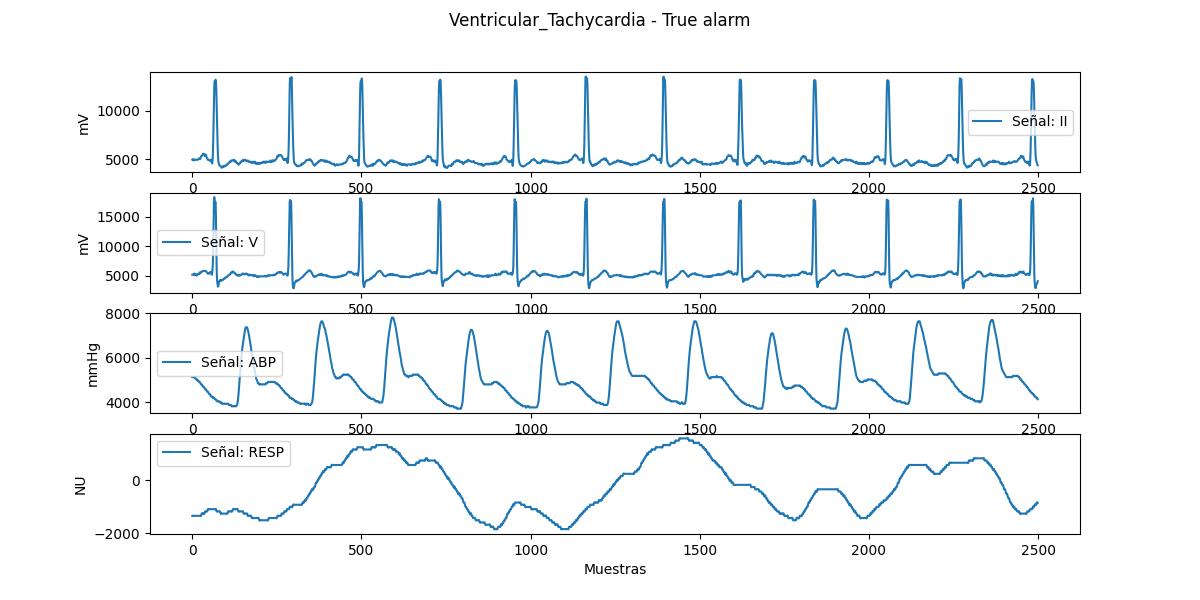 Ventricular_Tachycardia - True alarm
mV
10000
5000
Señal: II
0 500 1000 1500 2000 2500
mV
15000
10000
5000
Señal: V
0 500 1000 1500 2000 2500
mmHg
8000
6000
4000
Señal: ABP
0 500 1000 1500 2000 2500
NU
0
−2000
Señal: RESP
0 500 1000 1500 2000 2500
Muestras